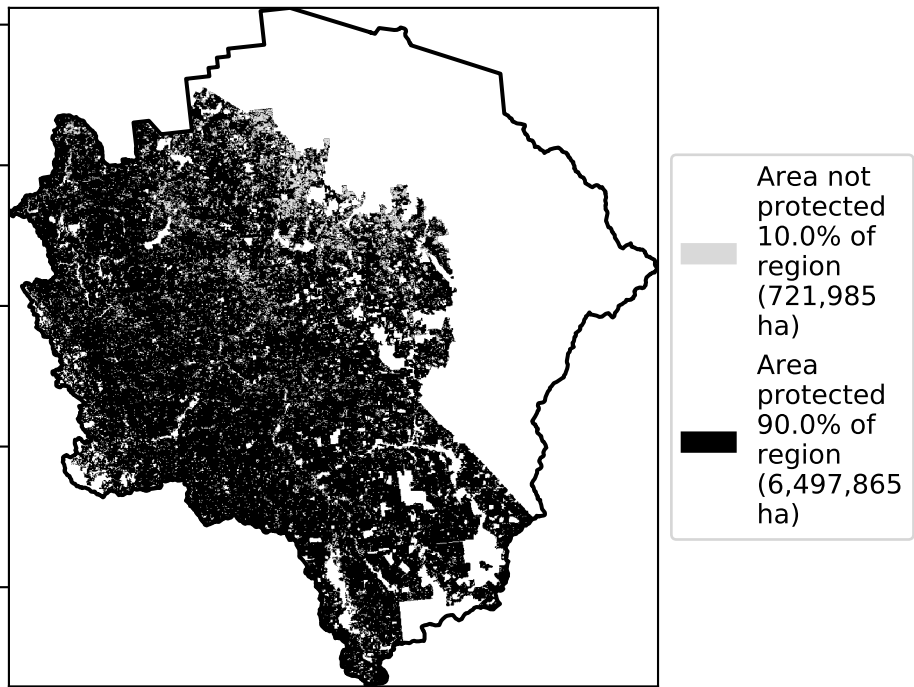 Area not
protected
10.0% of
region
(721,985
ha)
Area
protected
90.0% of
region
(6,497,865
ha)